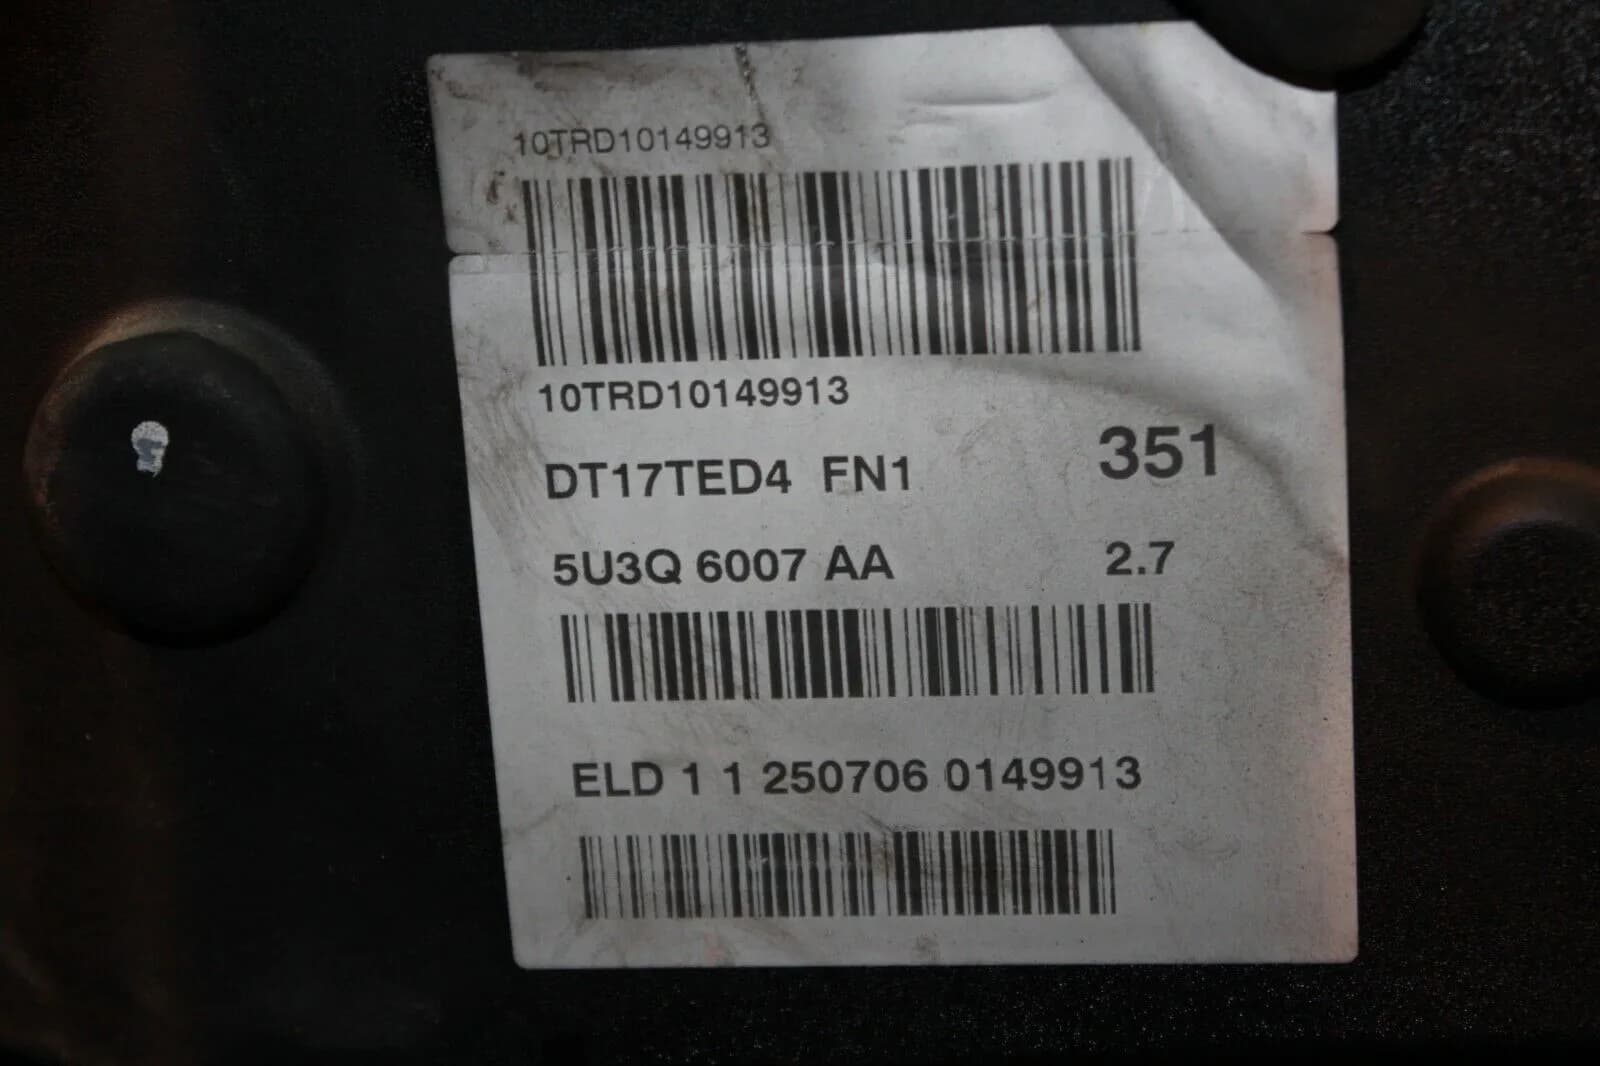 10TRD10149913
10TRD10149913
DT17TED4 FN1 351
5U3Q 6007 AA 2.7
ELD 1 1 250706 0149913